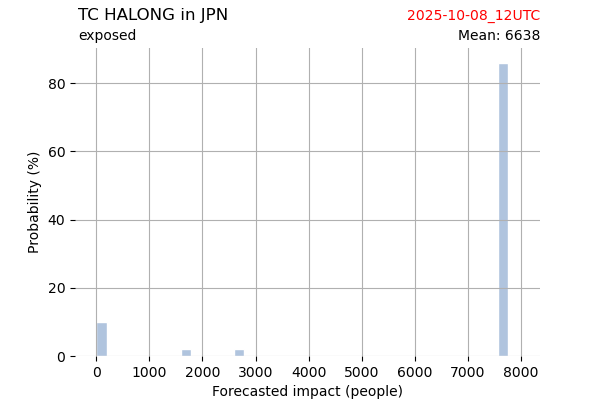 TC HALONG in JPN
2025-10-08_12UTC
exposed
Mean: 6638
Probability (%)
80
60
40
20
0
0 1000 2000 3000 4000 5000 6000 7000 8000
Forecasted impact (people)